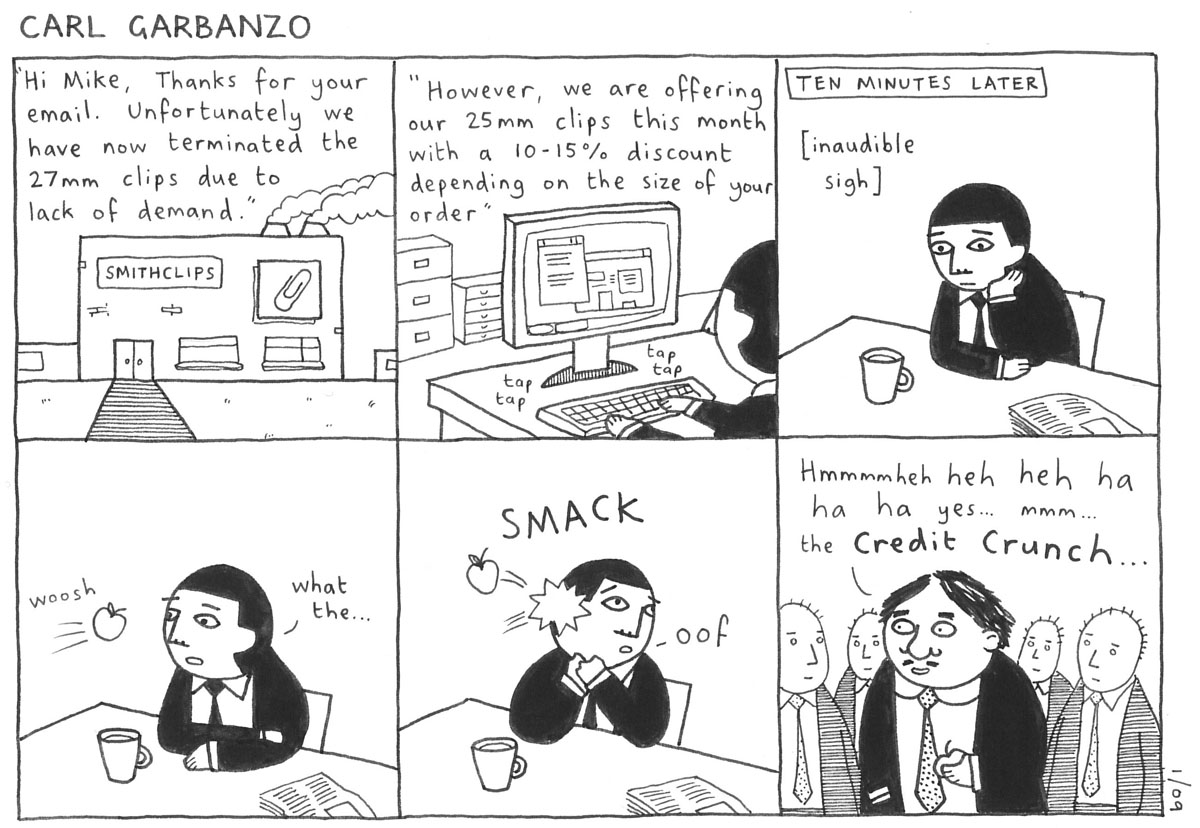 CARL GARBANZO
"Hi Mike, Thanks for your
email. Unfortunately we
have now terminated the
27mm clips due to
lack of demand."
SMITHCLIPS
"However, we are offering
our 25mm clips this month
with a 10-15% discount
depending on the size of your
order"
tap
tap
tap
tap
TEN MINUTES LATER
[inaudible
sigh]
woosh
what
the...
SMACK
oof
Hmmmmheh heh heh ha
ha ha yes... mmm...
the Credit Crunch...
1/09